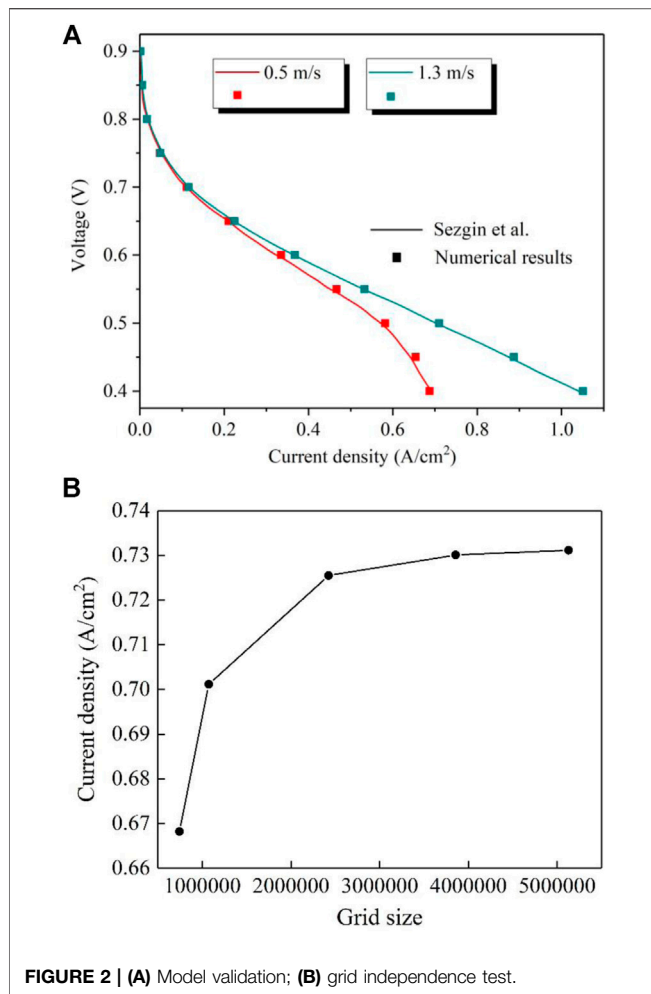 A
0.9
0.8
0.7
0.6
0.5
0.4
Voltage (V)
0.5 m/s
1.3 m/s
Sezgin et al.
Numerical results
0.0 0.2 0.4 0.6 0.8 1.0
Current density (A/cm²)
B
0.74
0.73
0.72
0.71
0.70
0.69
0.68
0.67
0.66
Current density (A/cm²)
1000000 2000000 3000000 4000000 5000000
Grid size
FIGURE 2 | (A) Model validation; (B) grid independence test.